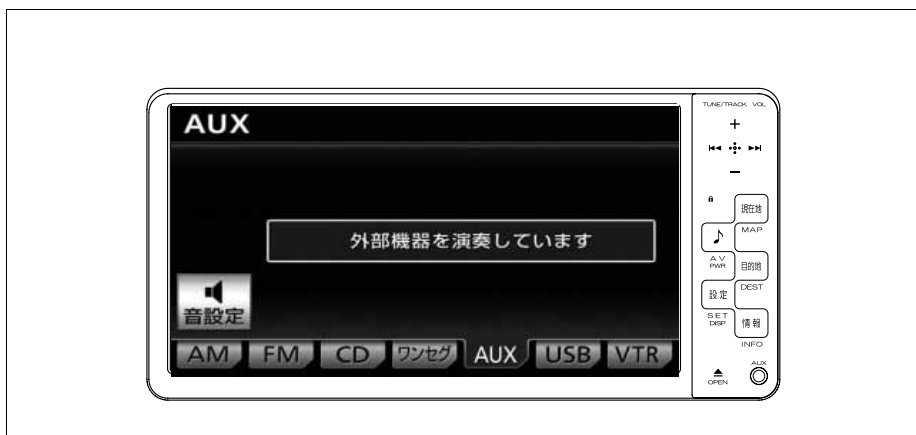 AUX
外部機器を演奏しています
音設定
AM FM CD ワンセグ AUX USB VTR
TUNE/TRACK VOL
+
−
現在地
MAP
AV
PWR
目的地
DEST
設定
SET
DISP
情報
INFO
OPEN
AUX